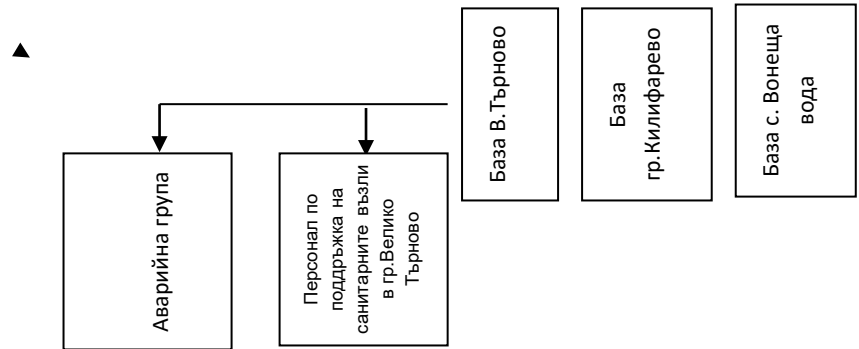 Аварийна група
Персонал по
поддръжка на
санитарните възли
в гр.Велико
Търново
База В.Търново
База
гр.Килифарево
База с. Вонеща
вода